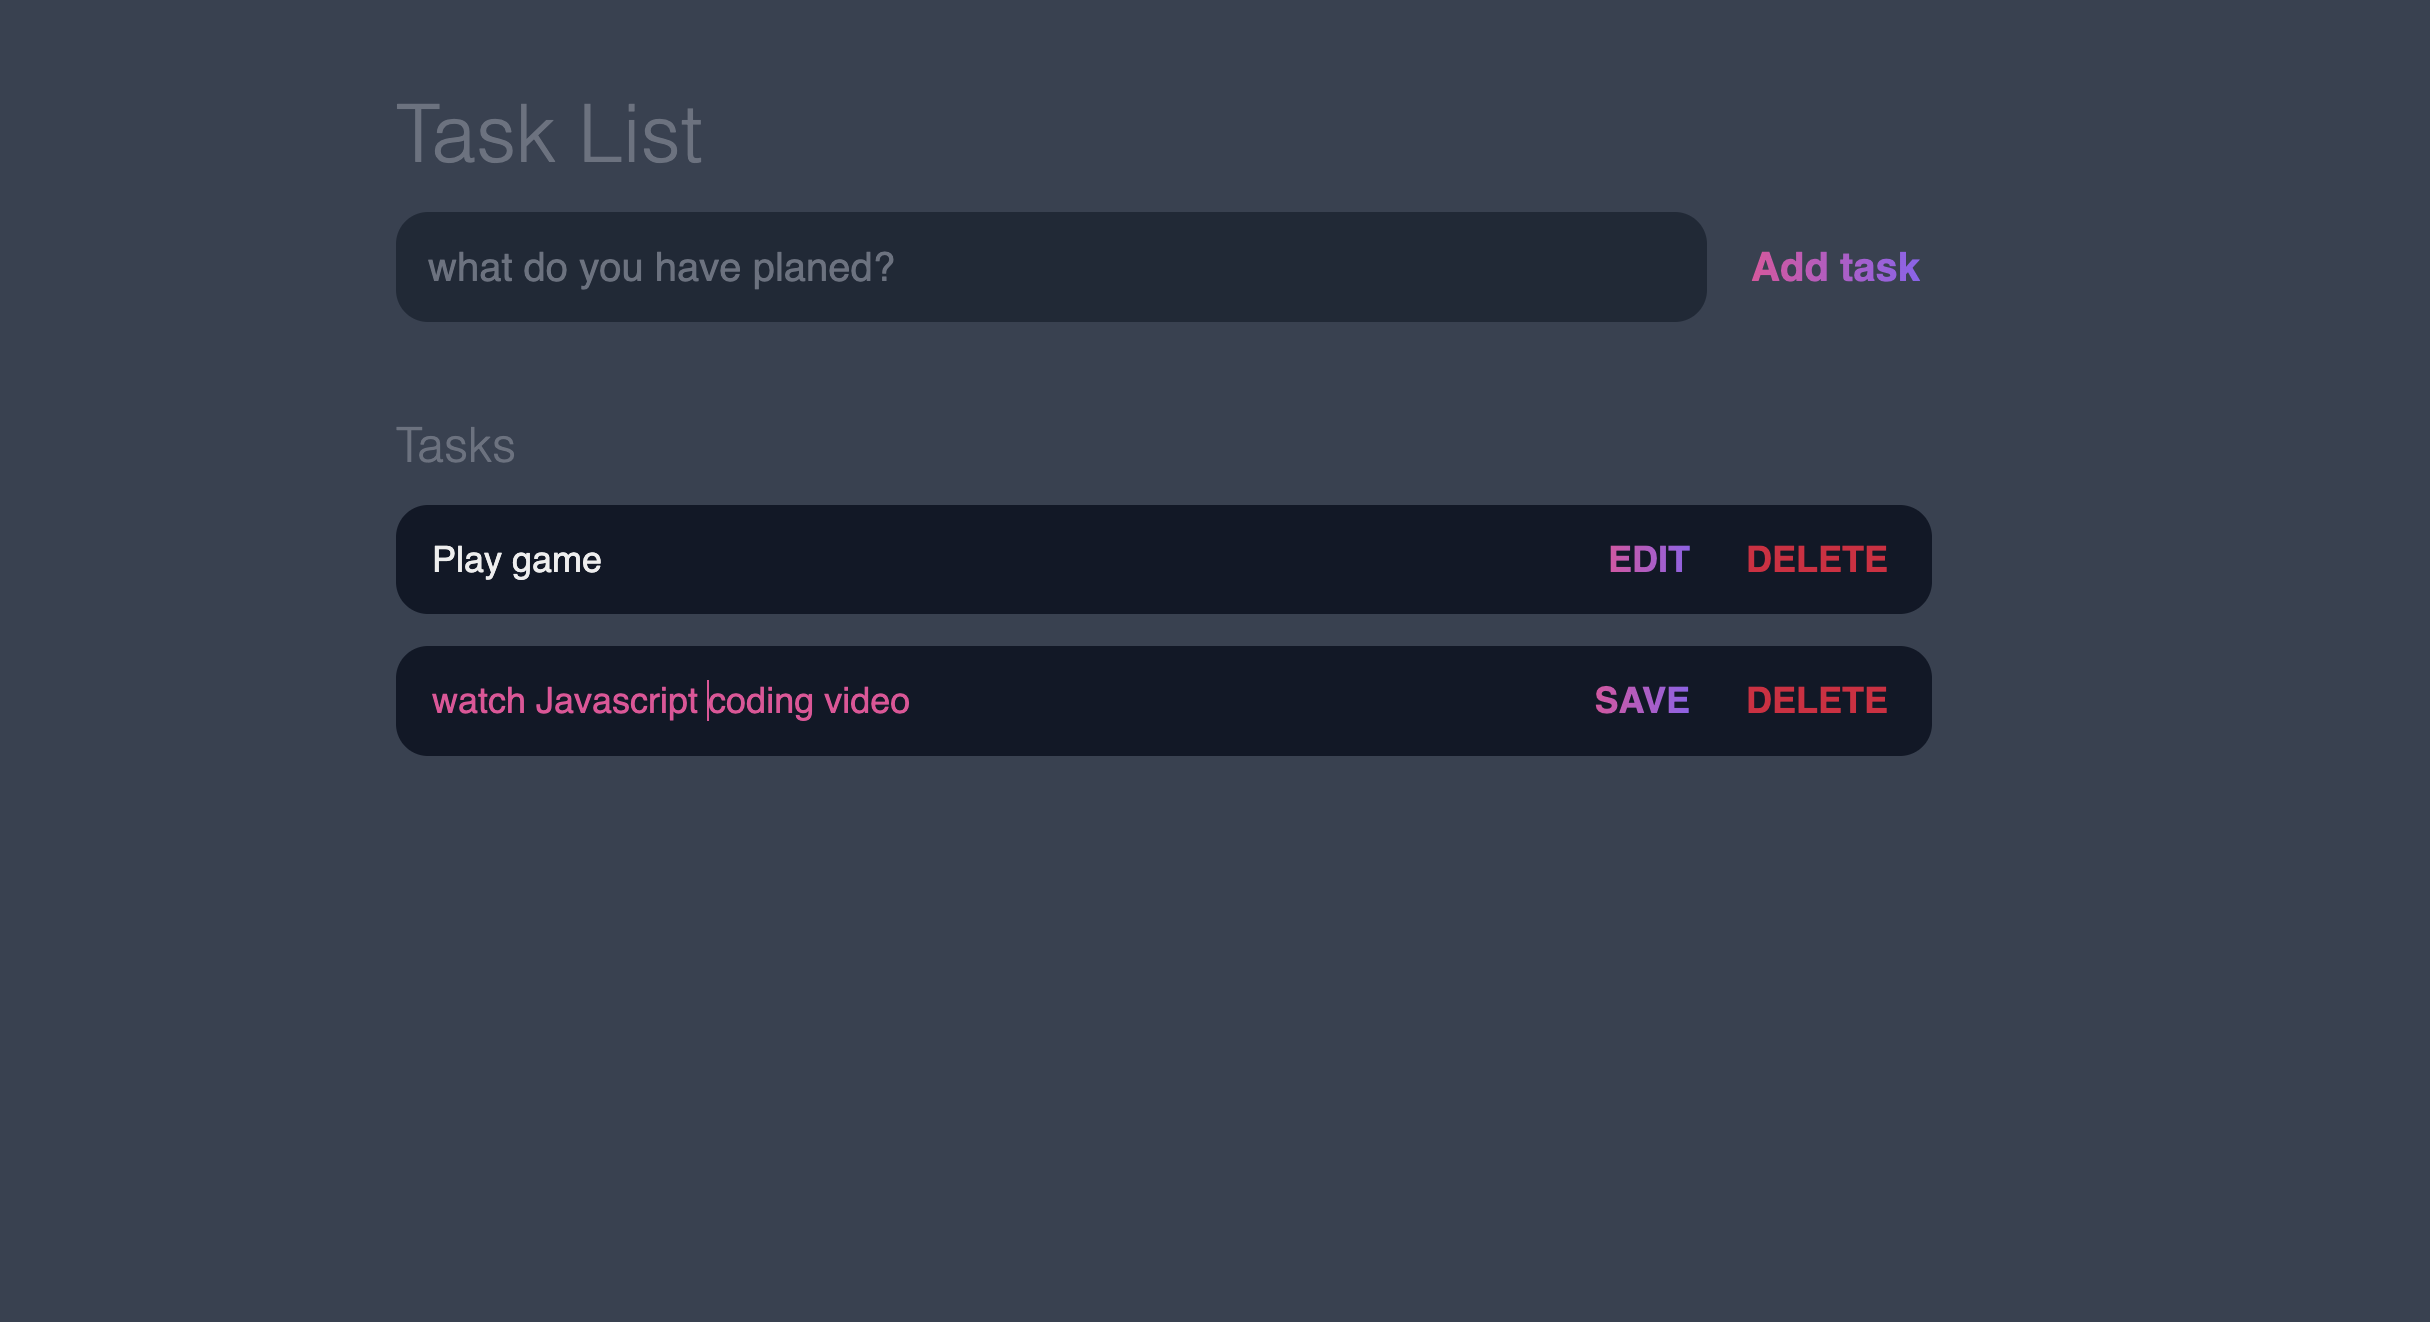 Task List
what do you have planed?
Add task
Tasks
Play game
EDIT
DELETE
watch Javascript coding video
SAVE
DELETE